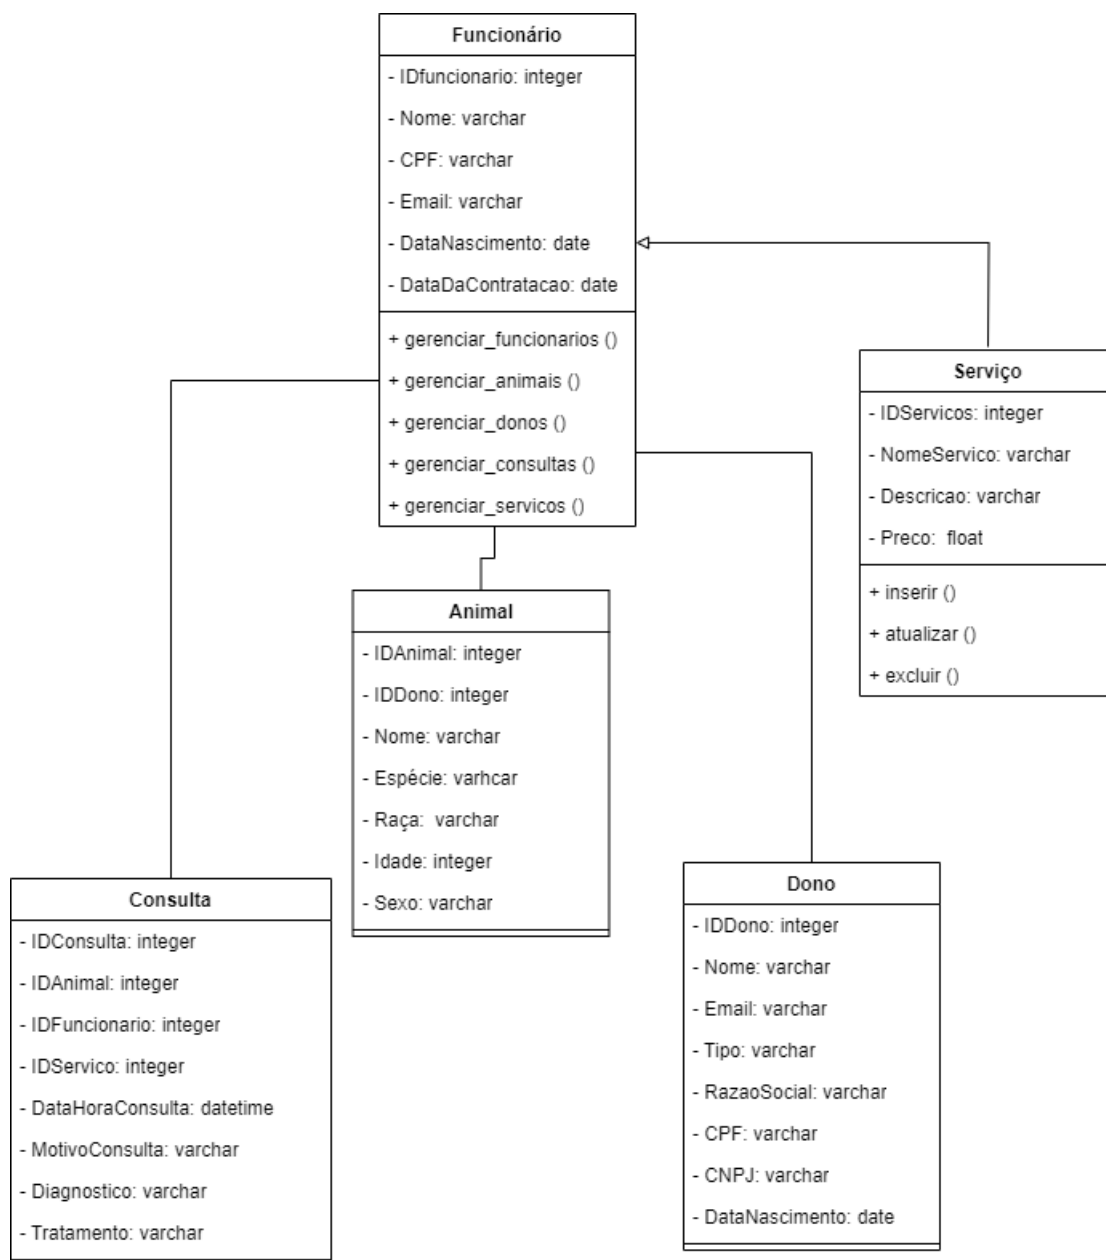 Funcionário
- IDfuncionario: integer
- Nome: varchar
- CPF: varchar
- Email: varchar
- DataNascimento: date
- DataDaContratacao: date
+ gerenciar_funcionarios ()
+ gerenciar_animais ()
+ gerenciar_donos ()
+ gerenciar_consultas ()
+ gerenciar_servicos ()
Serviço
- IDServicos: integer
- NomeServico: varchar
- Descricao: varchar
- Preco:  float
+ inserir ()
+ atualizar ()
+ excluir ()
Animal
- IDAnimal: integer
- IDDono: integer
- Nome: varchar
- Espécie: varhcar
- Raça:  varchar
- Idade: integer
- Sexo: varchar
Consulta
- IDConsulta: integer
- IDAnimal: integer
- IDFuncionario: integer
- IDServico: integer
- DataHoraConsulta: datetime
- MotivoConsulta: varchar
- Diagnostico: varchar
- Tratamento: varchar
Dono
- IDDono: integer
- Nome: varchar
- Email: varchar
- Tipo: varchar
- RazaoSocial: varchar
- CPF: varchar
- CNPJ: varchar
- DataNascimento: date